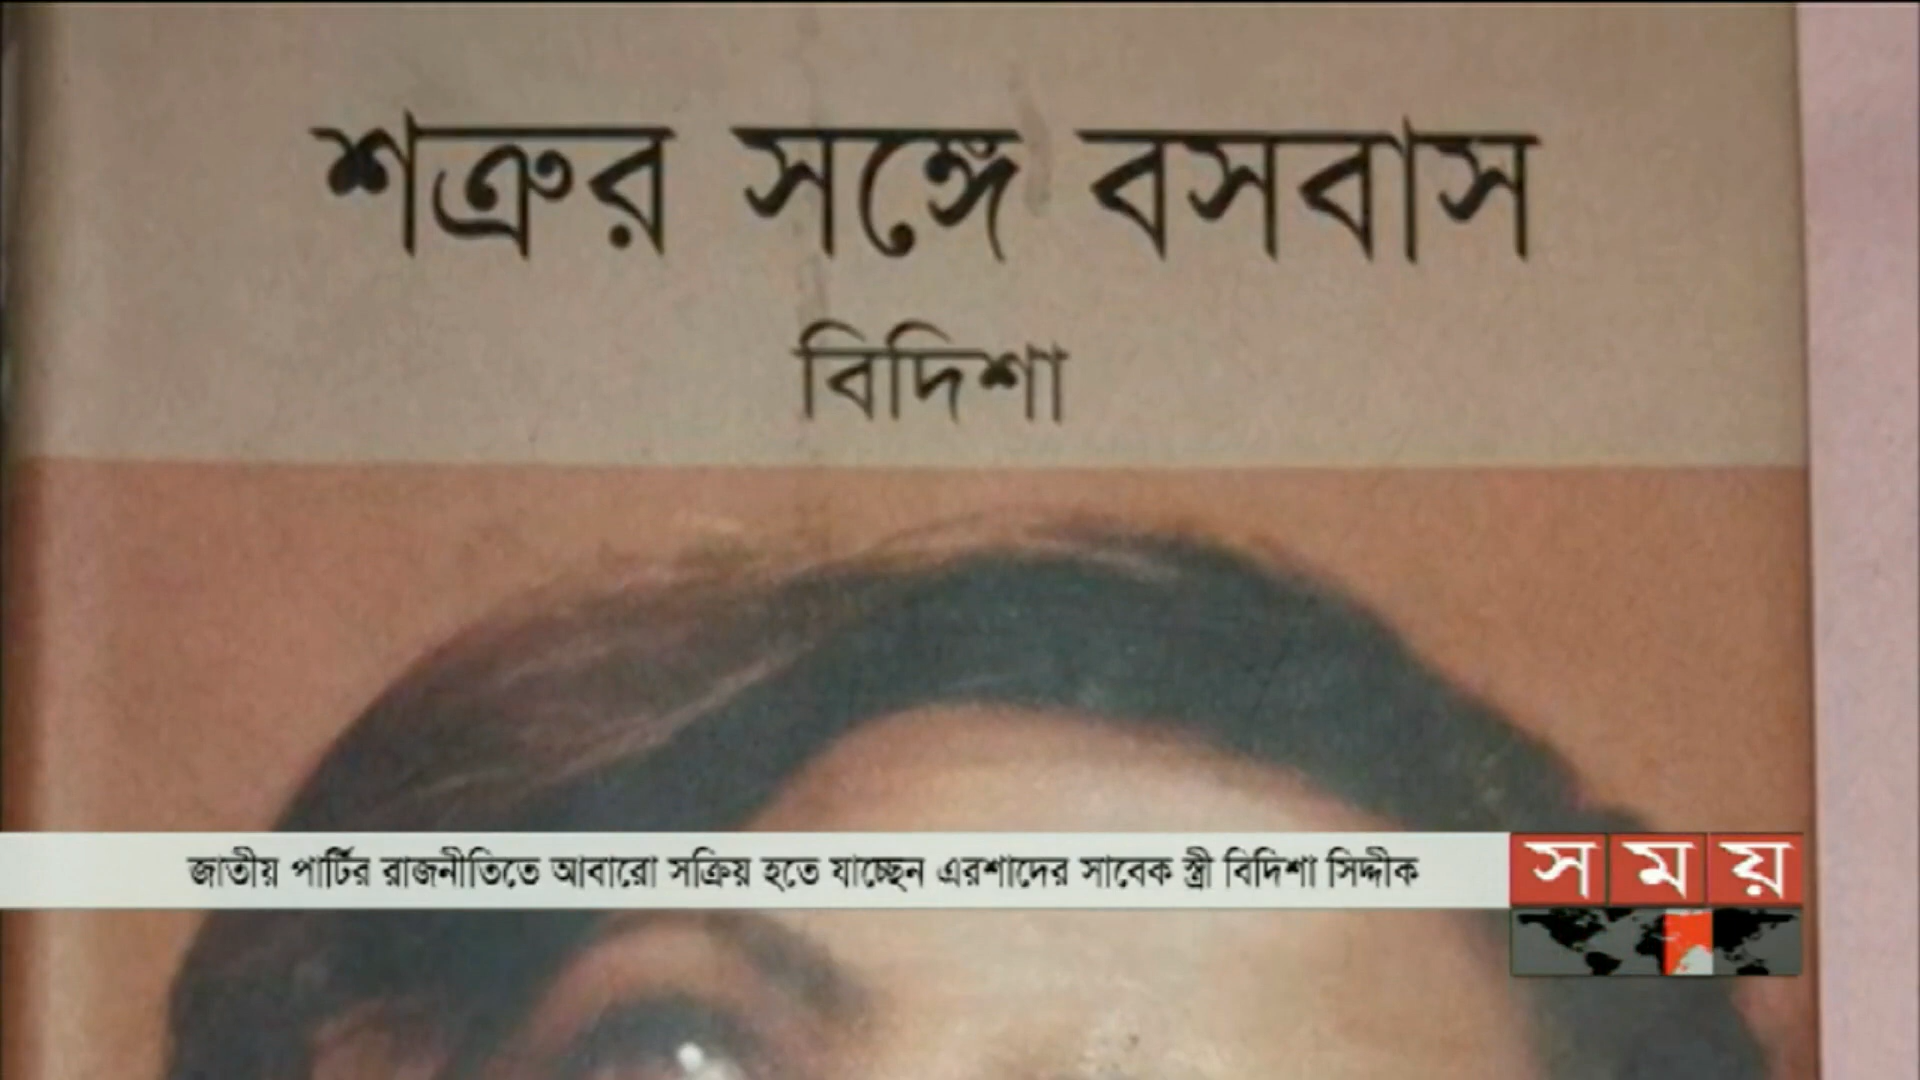 শত্রুর সঙ্গে বসবাস
বিদিশা
জাতীয় পার্টির রাজনীতিতে আবারো সক্রিয় হতে যাচ্ছেন এরশাদের সাবেক স্ত্রী বিদিশা সিদ্দীক
সময়